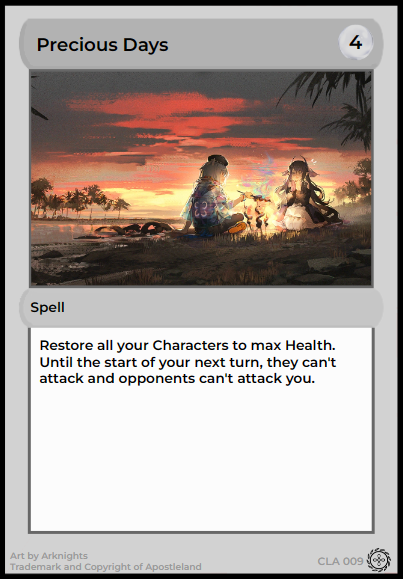 Precious Days
4
Spell
Restore all your Characters to max Health.
Until the start of your next turn, they can't
attack and opponents can't attack you.
Art by Arknights
Trademark and Copyright of Apostleland
CLA 009